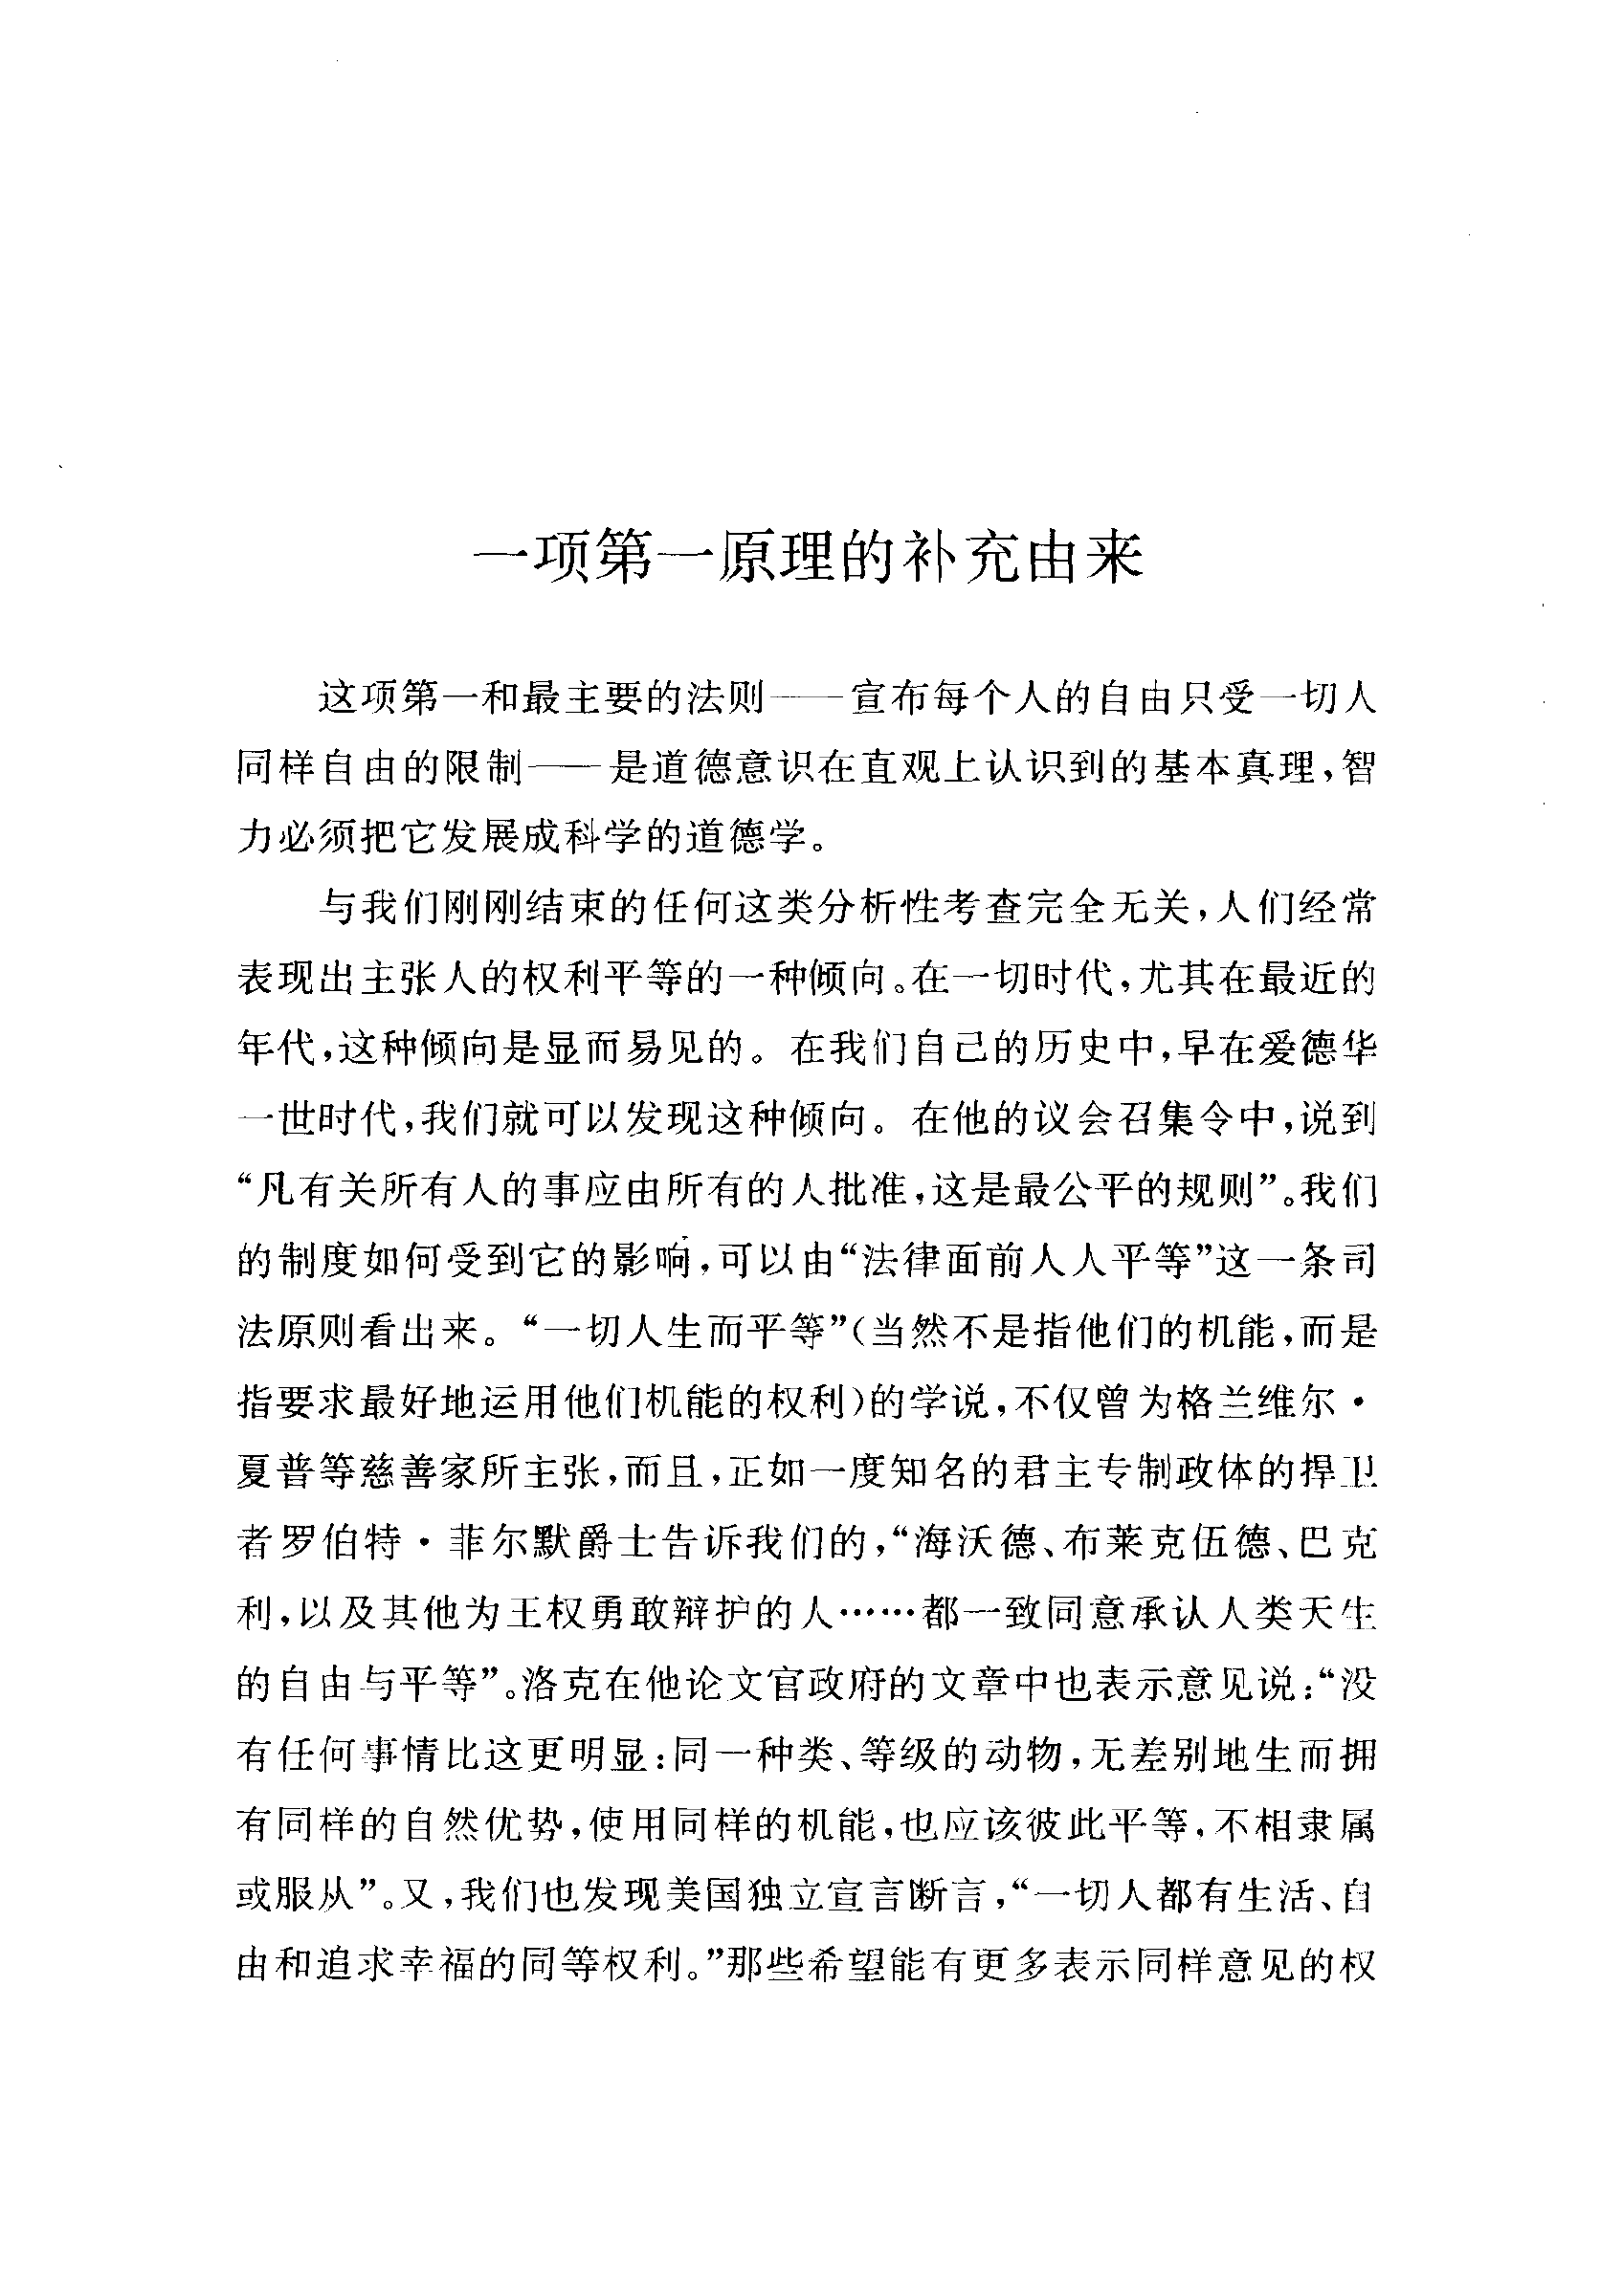 一项第一原理的补充由来
这项第一和最主要的法则——宣布每个人的自由只受一切人
同样自由的限制——是道德意识在直观上认识到的基本真理，智
力必须把它发展成科学的道德学。
与我们刚刚结束的任何这类分析性考查完全无关，人们经常
表现出主张人的权利平等的一种倾向。在一切时代，尤其在最近的
年代，这种倾向是显而易见的。在我们自己的历史中，早在爱德华
一世时代，我们就可以发现这种倾向。在他的议会召集令中，说到
“凡有关所有人的事应由所有的人批准，这是最公平的规则”。我们
的制度如何受到它的影响，可以由“法律面前人人平等”这一条司
法原则看出来。“一切人生而平等”（当然不是指他们的机能，而是
指要求最好地运用他们机能的权利）的学说，不仅曾为格兰维尔·
夏普等慈善家所主张，而且，正如一度知名的君主专制政体的捍卫
者罗伯特·菲尔默爵士告诉我们的，“海沃德、布莱克伍德、巴克
利，以及其他为王权勇敢辩护的人……都一致同意承认人类天生
的自由与平等”。洛克在他论文官政府的文章中也表示意见说：“没
有任何事情比这更明显：同一种类、等级的动物，无差别地生而拥
有同样的自然优势，使用同样的机能，也应该彼此平等，不相隶属
或服从”。又，我们也发现美国独立宣言断言，“一切人都有生活、自
由和追求幸福的同等权利。”那些希望能有更多表示同样意见的权